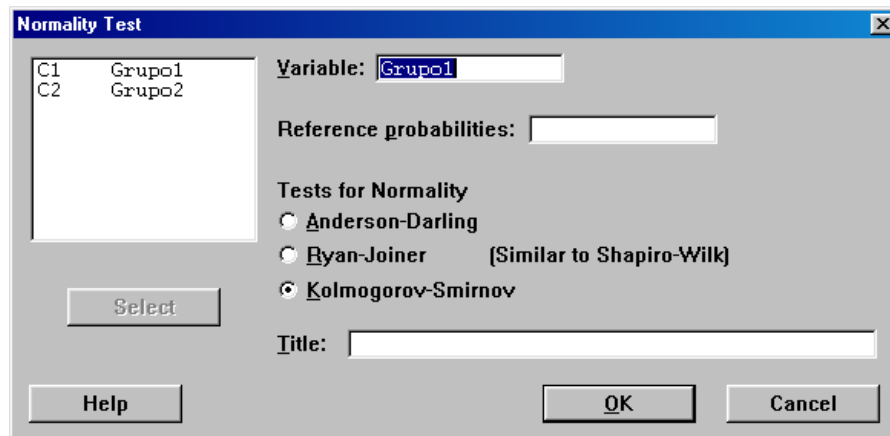 Normality Test
C1 Grupo1
C2 Grupo2
Variable: Grupo1
Reference probabilities:
Tests for Normality
Anderson-Darling
Ryan-Joiner (Similar to Shapiro-Wilk)
Kolmogorov-Smirnov
Select
Title:
Help
OK
Cancel